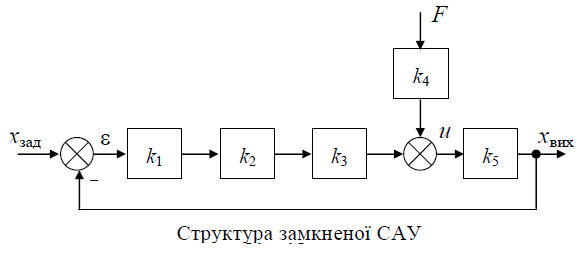 F
k4
xзад
ε
k1
k2
k3
u
k5
xвих
−
Структура замкненої САУ